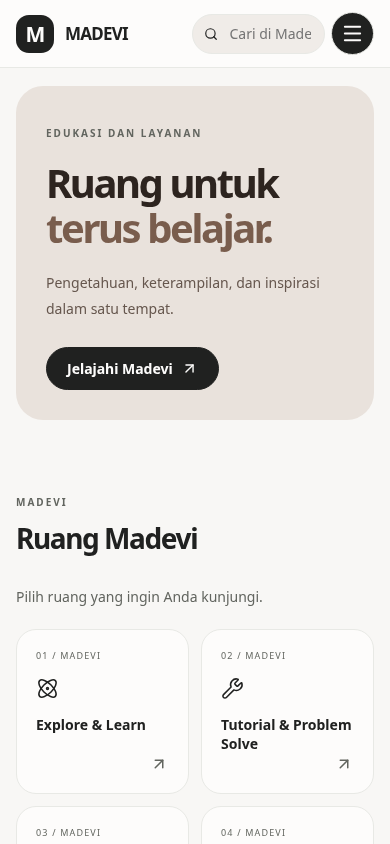 M MADEVI
Cari di Made
EDUKASI DAN LAYANAN
Ruang untuk
terus belajar.
Pengetahuan, keterampilan, dan inspirasi
dalam satu tempat.
Jelajahi Madevi
MADEVI
Ruang Madevi
Pilih ruang yang ingin Anda kunjungi.
01 / MADEVI
Explore & Learn
02 / MADEVI
Tutorial & Problem
Solve
03 / MADEVI
04 / MADEVI